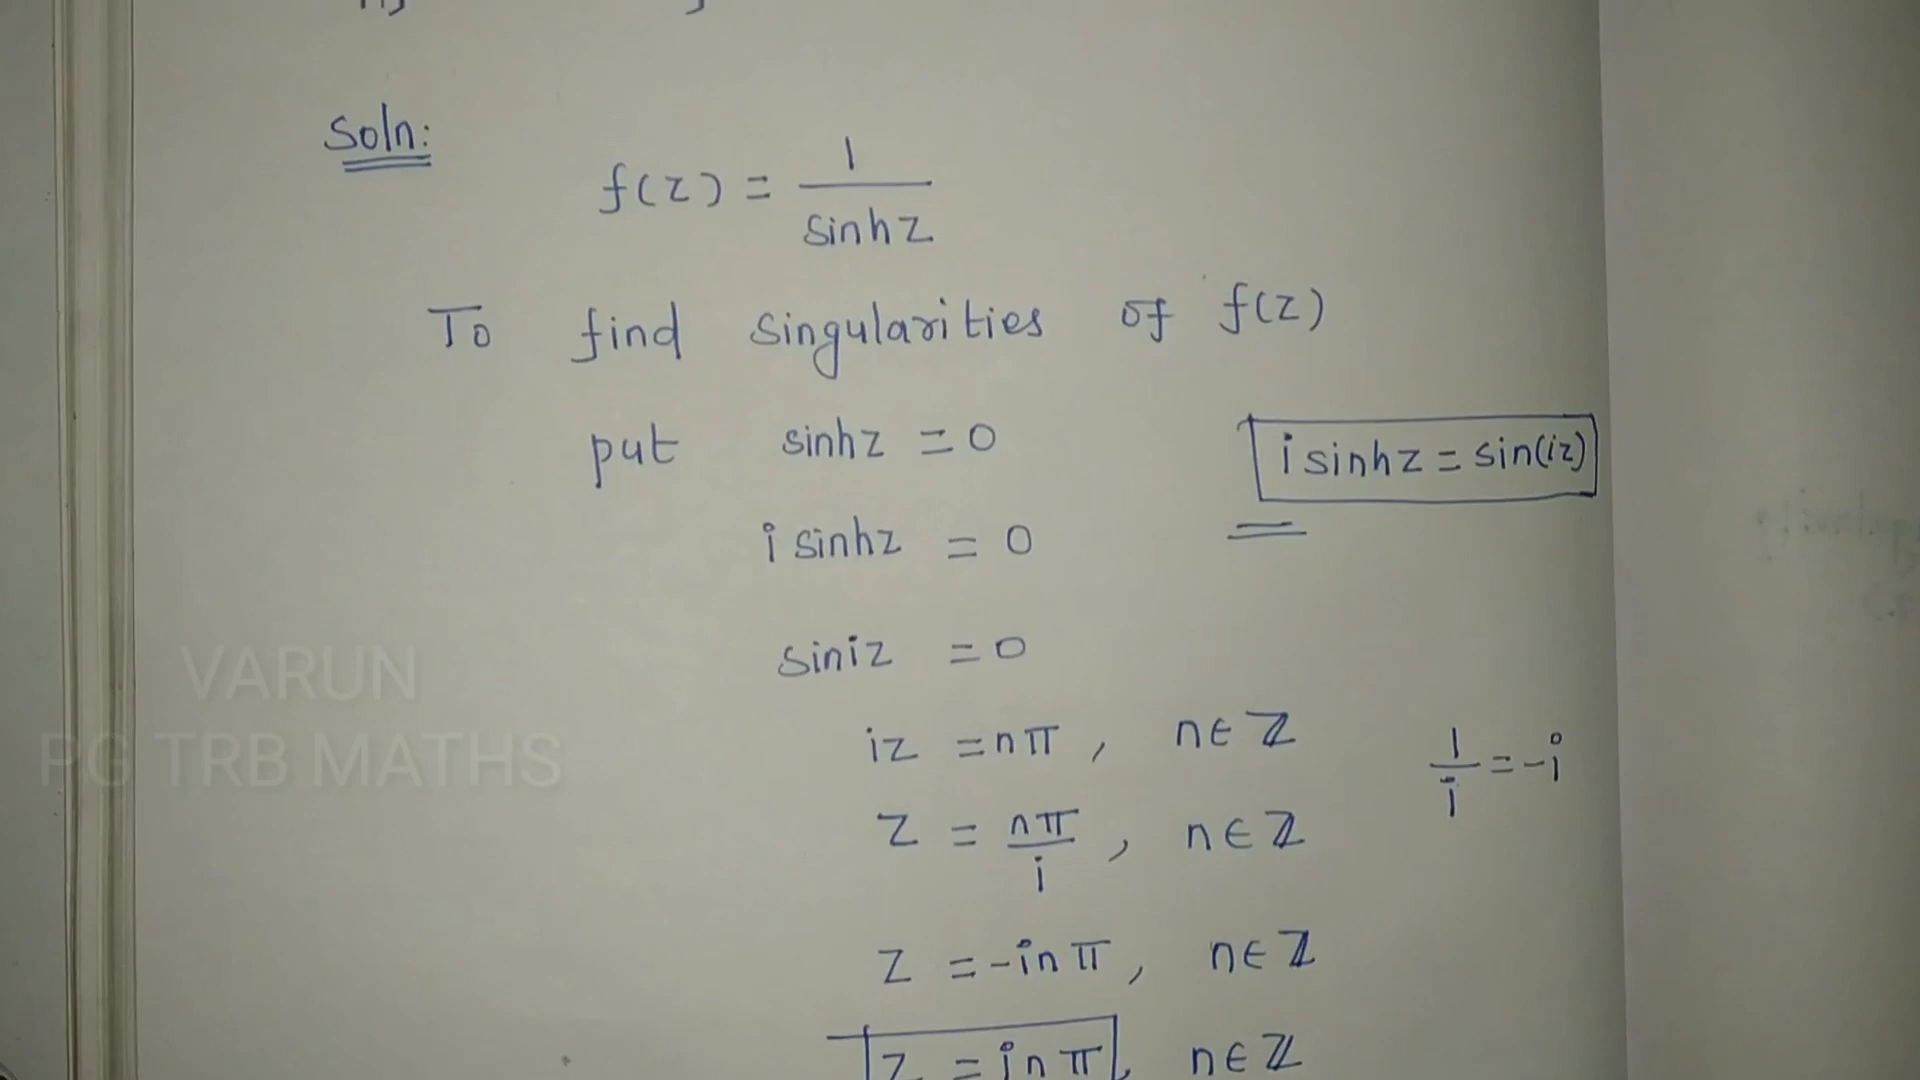 Soln:
f(z) = 1/sinhz
To find singularities of f(z)
put sinhz = 0
i sinhz = sin(iz)
i sinhz = 0
siniz = 0
iz = nπ , n∈ℤ
1/i = -i
z = nπ/i , n∈ℤ
z = -inπ , n∈ℤ
z = inπ , n∈ℤ
VARUN
PG TRB MATHS